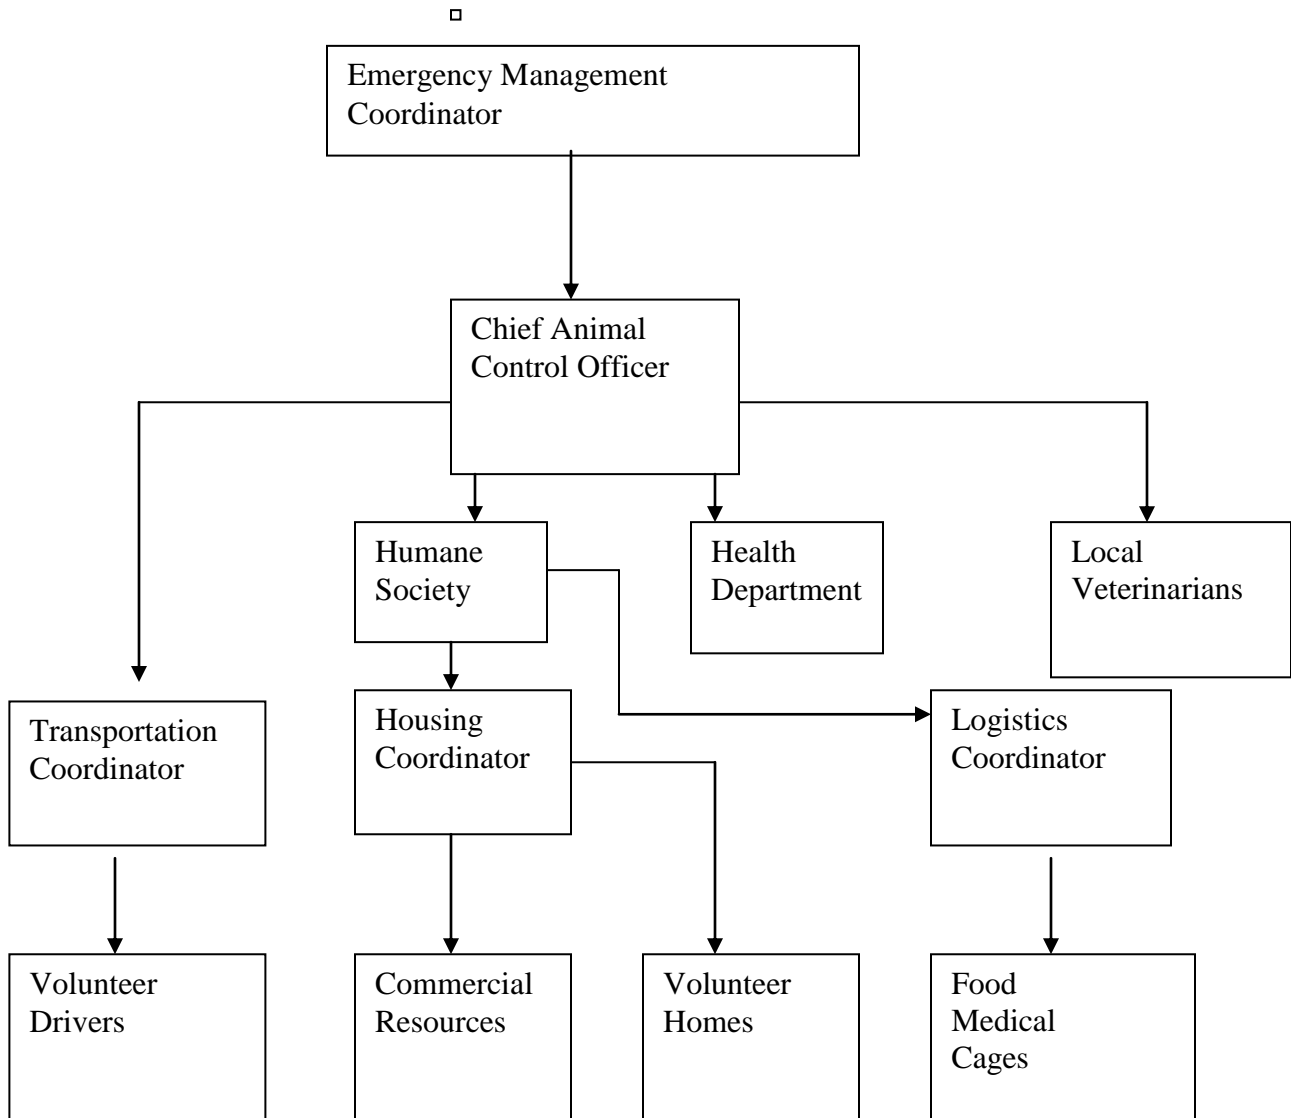 Emergency Management
Coordinator
Chief Animal
Control Officer
Humane
Society
Health
Department
Local
Veterinarians
Transportation
Coordinator
Housing
Coordinator
Logistics
Coordinator
Volunteer
Drivers
Commercial
Resources
Volunteer
Homes
Food
Medical
Cages